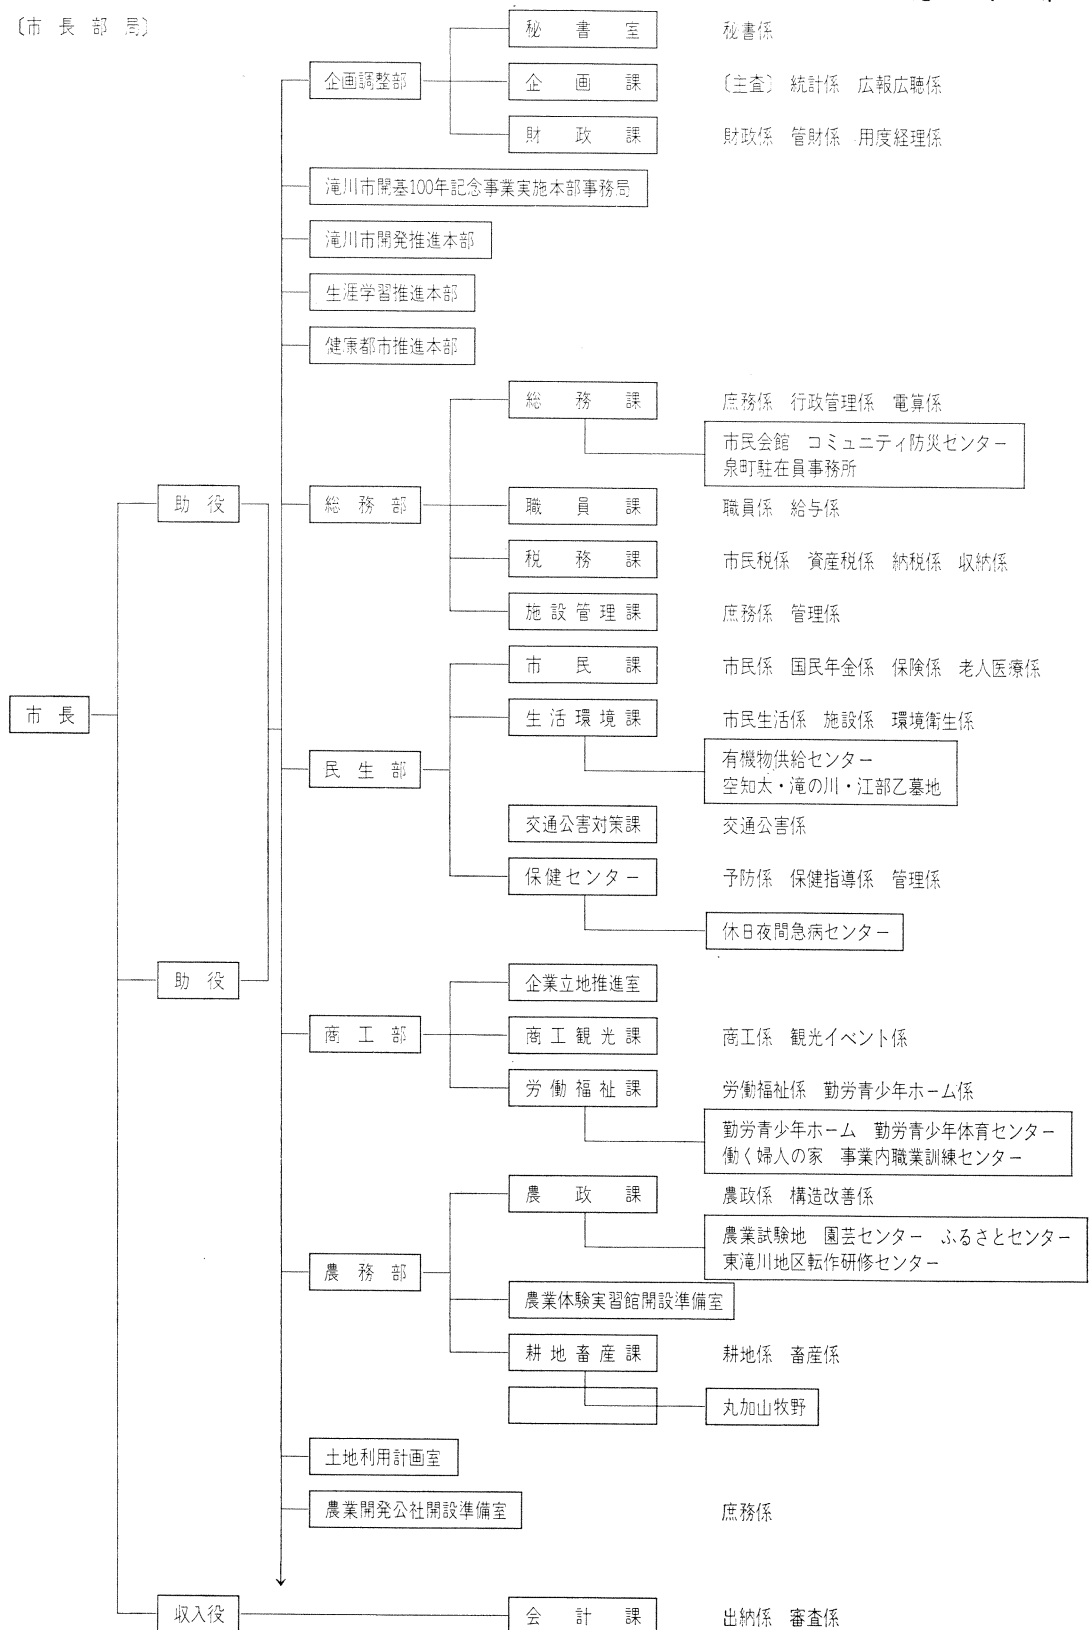 〔市長部局〕
秘書室 秘書係
企画調整部 企画課 〔主査〕 統計係 広報広聴係
財政課 財政係 管財係 用度経理係
滝川市開基100年記念事業実施本部事務局
滝川市開発推進本部
生涯学習推進本部
健康都市推進本部
総務課 庶務係 行政管理係 電算係
市民会館 コミュニティ防災センター
泉町駐在員事務所
助役 総務部 職員課 職員係 給与係
税務課 市民税係 資産税係 納税係 収納係
施設管理課 庶務係 管理係
市民課 市民係 国民年金係 保険係 老人医療係
市長 生活環境課 市民生活係 施設係 環境衛生係
有機物供給センター
民生部
空知太・滝の川・江部乙墓地
交通公害対策課 交通公害係
保健センター 予防係 保健指導係 管理係
休日夜間急病センター
助役 企業立地推進室
商工部 商工観光課 商工係 観光イベント係
労働福祉課 労働福祉係 勤労青少年ホーム係
勤労青少年ホーム 勤労青少年体育センター
働く婦人の家 事業内職業訓練センター
農政課 農政係 構造改善係
農業試験地 園芸センター ふるさとセンター
東滝川地区転作研修センター
農務部
農業体験実習館開設準備室
耕地畜産課 耕地係 畜産係
丸加山牧野
土地利用計画室
農業開発公社開設準備室 庶務係
収入役 会計課 出納係 審査係